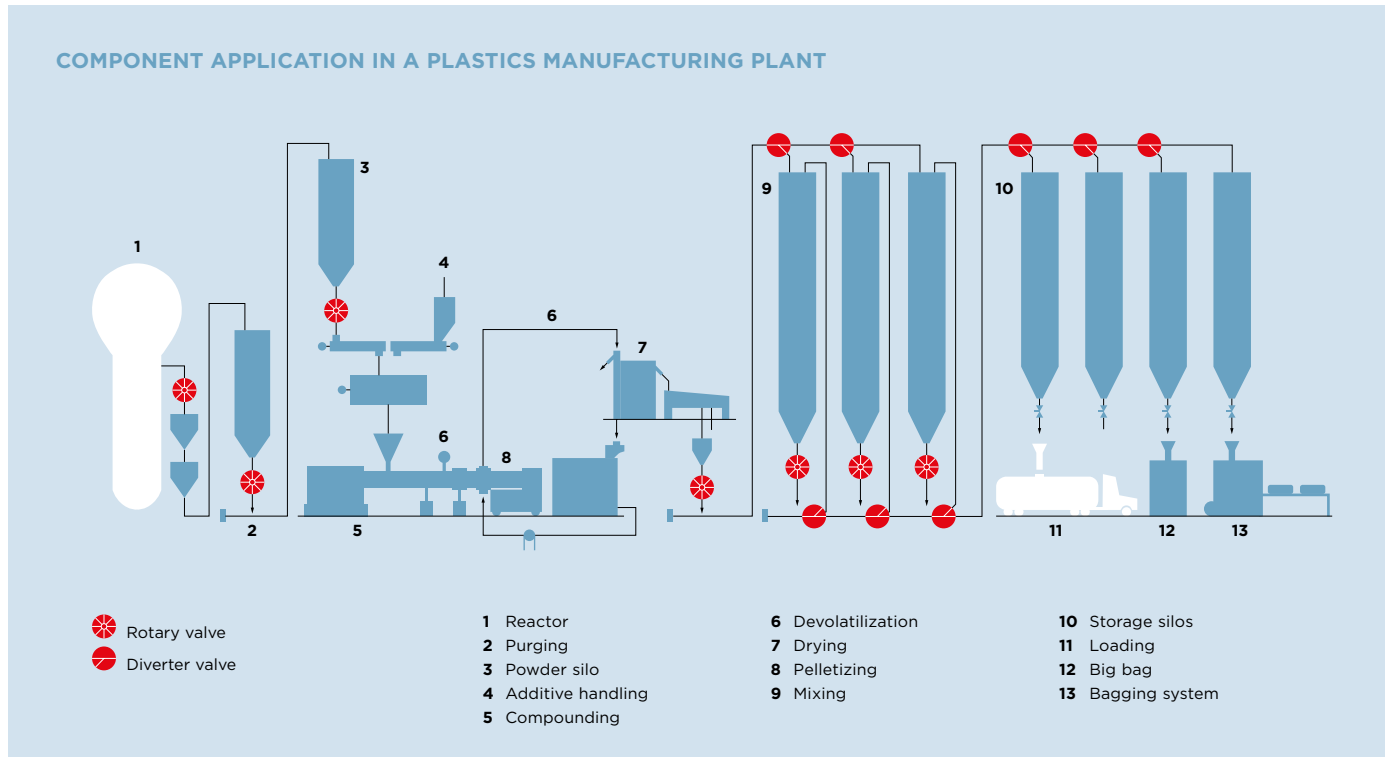 COMPONENT APPLICATION IN A PLASTICS MANUFACTURING PLANT
1
2
3
4
5
6
6
7
8
9
10
11
12
13
Rotary valve
Diverter valve
1 Reactor
2 Purging
3 Powder silo
4 Additive handling
5 Compounding
6 Devolatilization
7 Drying
8 Pelletizing
9 Mixing
10 Storage silos
11 Loading
12 Big bag
13 Bagging system